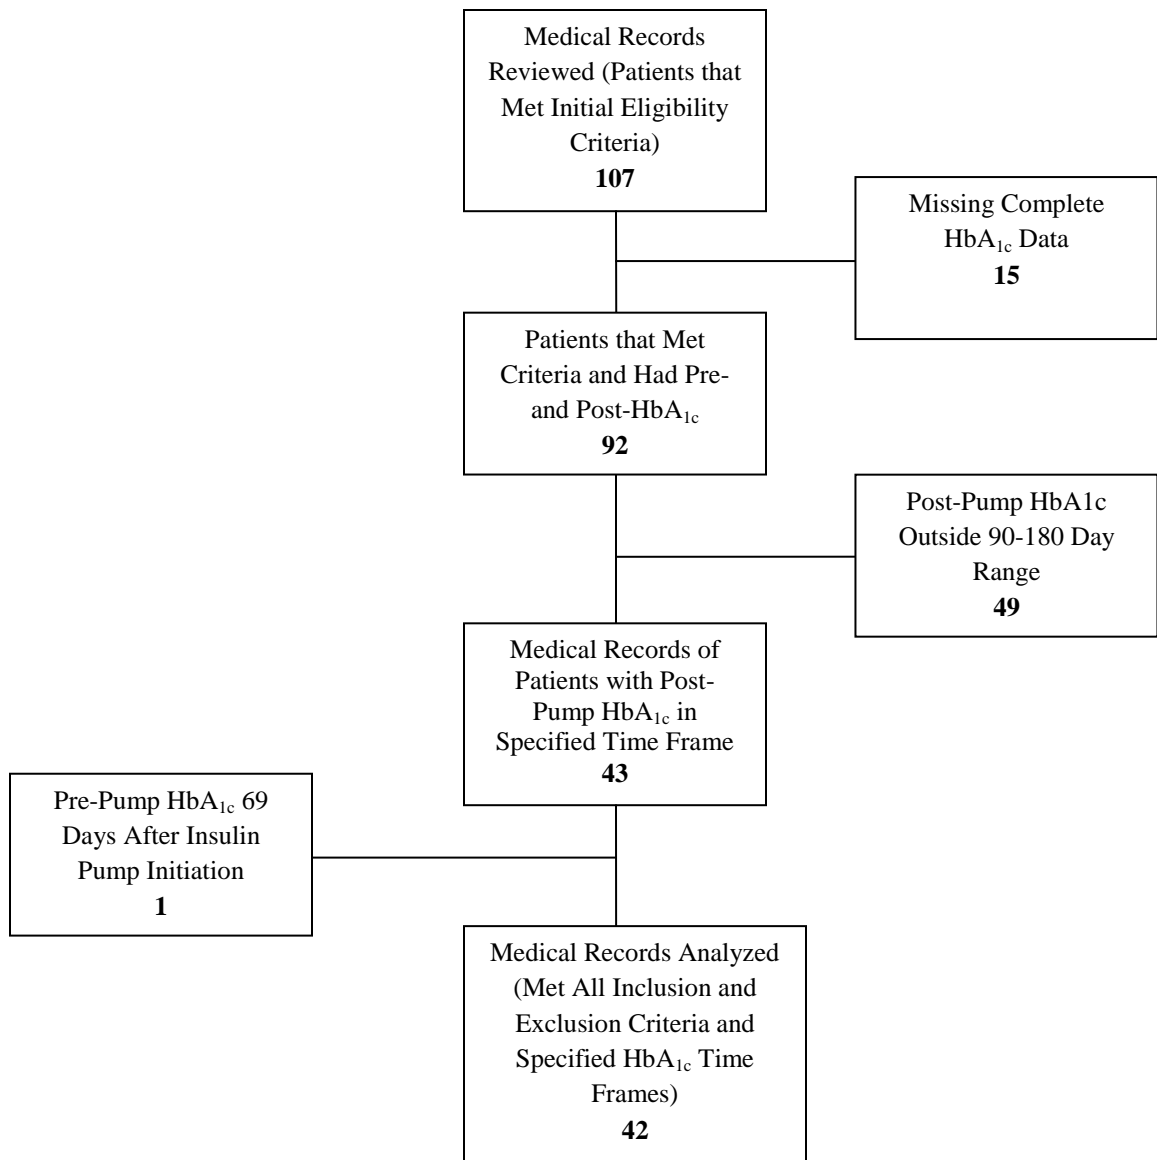 Medical Records
Reviewed (Patients that
Met Initial Eligibility
Criteria)
107
Missing Complete
HbA1c Data
15
Patients that Met
Criteria and Had Pre-
and Post-HbA1c
92
Post-Pump HbA1c
Outside 90-180 Day
Range
49
Medical Records of
Patients with Post-
Pump HbA1c in
Specified Time Frame
43
Pre-Pump HbA1c 69
Days After Insulin
Pump Initiation
1
Medical Records Analyzed
(Met All Inclusion and
Exclusion Criteria and
Specified HbA1c Time
Frames)
42